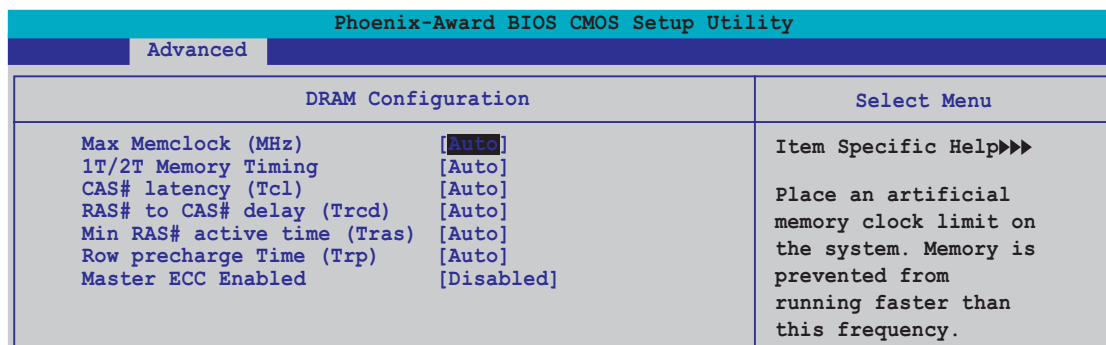 Phoenix-Award BIOS CMOS Setup Utility
Advanced
DRAM Configuration
Select Menu
Max Memclock (MHz) [Auto]
1T/2T Memory Timing [Auto]
CAS# latency (Tcl) [Auto]
RAS# to CAS# delay (Trcd) [Auto]
Min RAS# active time (Tras) [Auto]
Row precharge Time (Trp) [Auto]
Master ECC Enabled [Disabled]
Item Specific Help
Place an artificial
memory clock limit on
the system. Memory is
prevented from
running faster than
this frequency.